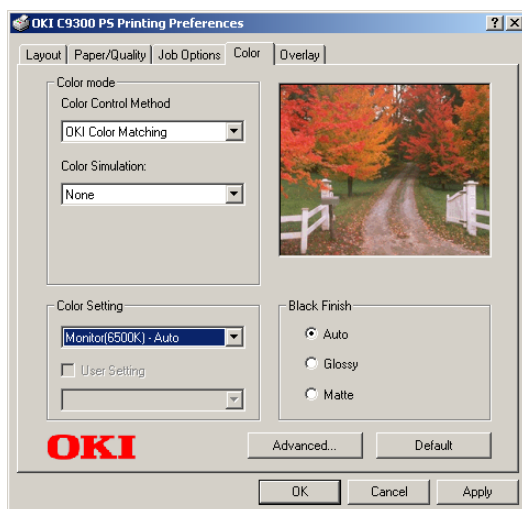 OKI C9300 PS Printing Preferences
Layout Paper/Quality Job Options Color Overlay
Color mode
Color Control Method
OKI Color Matching
Color Simulation:
None
Color Setting
Monitor(6500K) - Auto
User Setting
Black Finish
Auto
Glossy
Matte
OKI
Advanced... Default
OK Cancel Apply